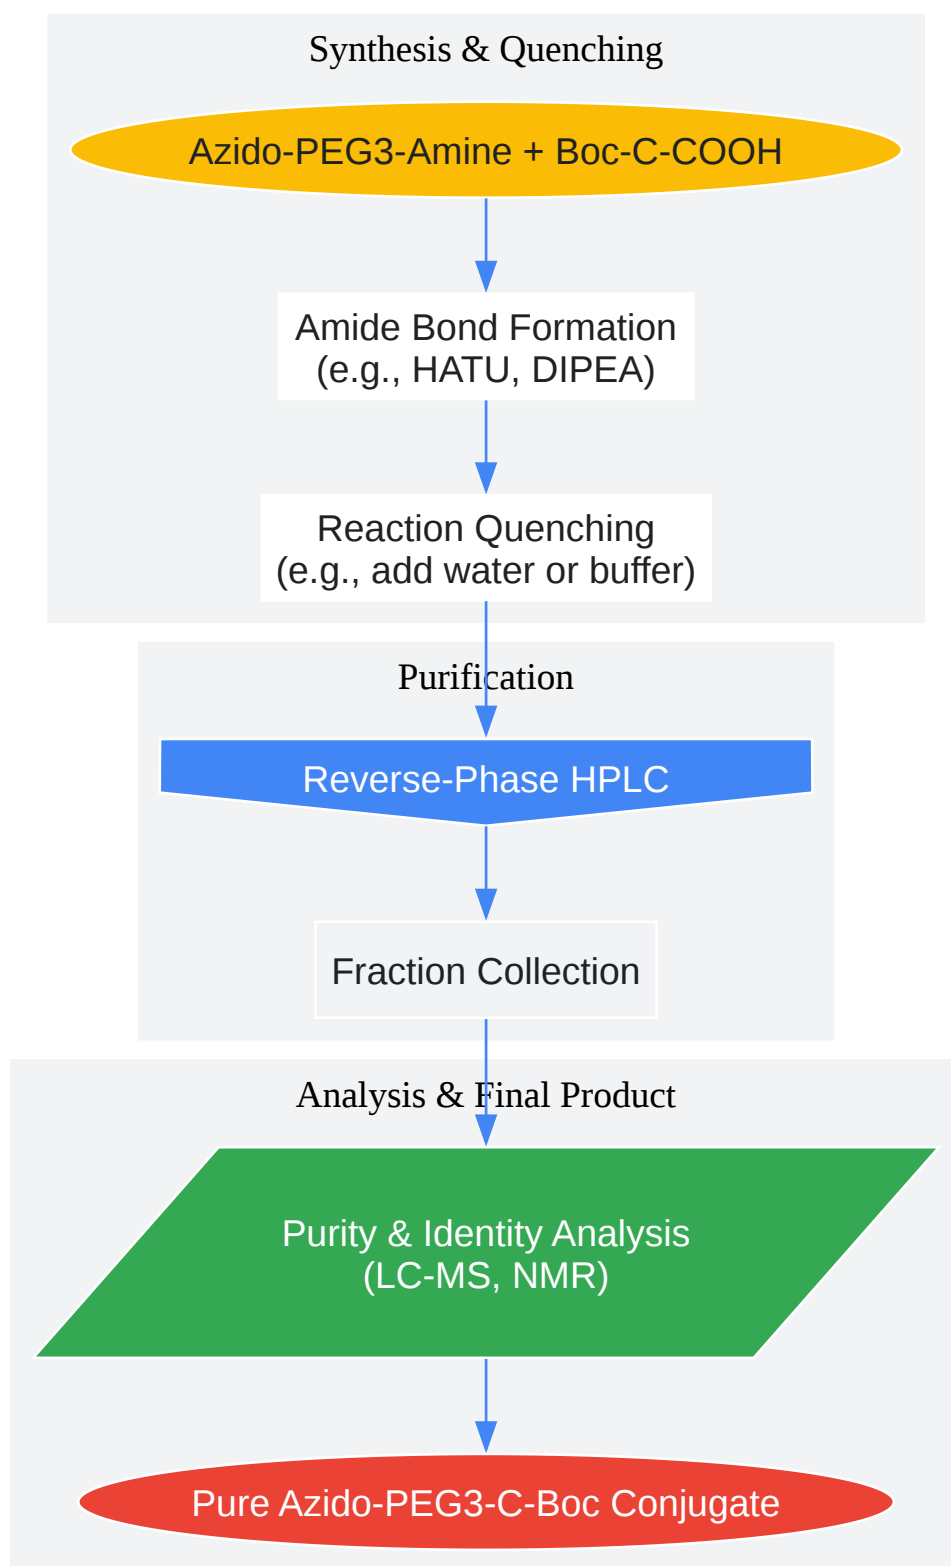 Synthesis & Quenching
Azido-PEG3-Amine + Boc-C-COOH
Amide Bond Formation
(e.g., HATU, DIPEA)
Reaction Quenching
(e.g., add water or buffer)
Purification
Reverse-Phase HPLC
Fraction Collection
Analysis & Final Product
Purity & Identity Analysis
(LC-MS, NMR)
Pure Azido-PEG3-C-Boc Conjugate